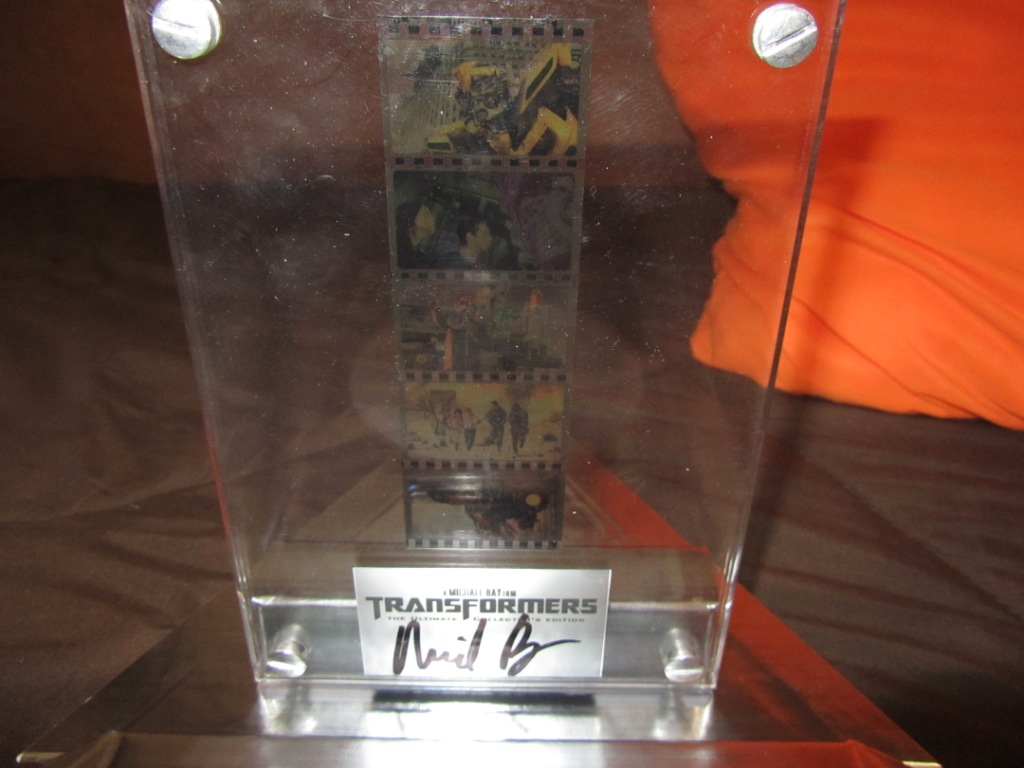 A MICHAEL BAY FILM
TRANSFORMERS
THE ULTIMATE COLLECTOR'S EDITION